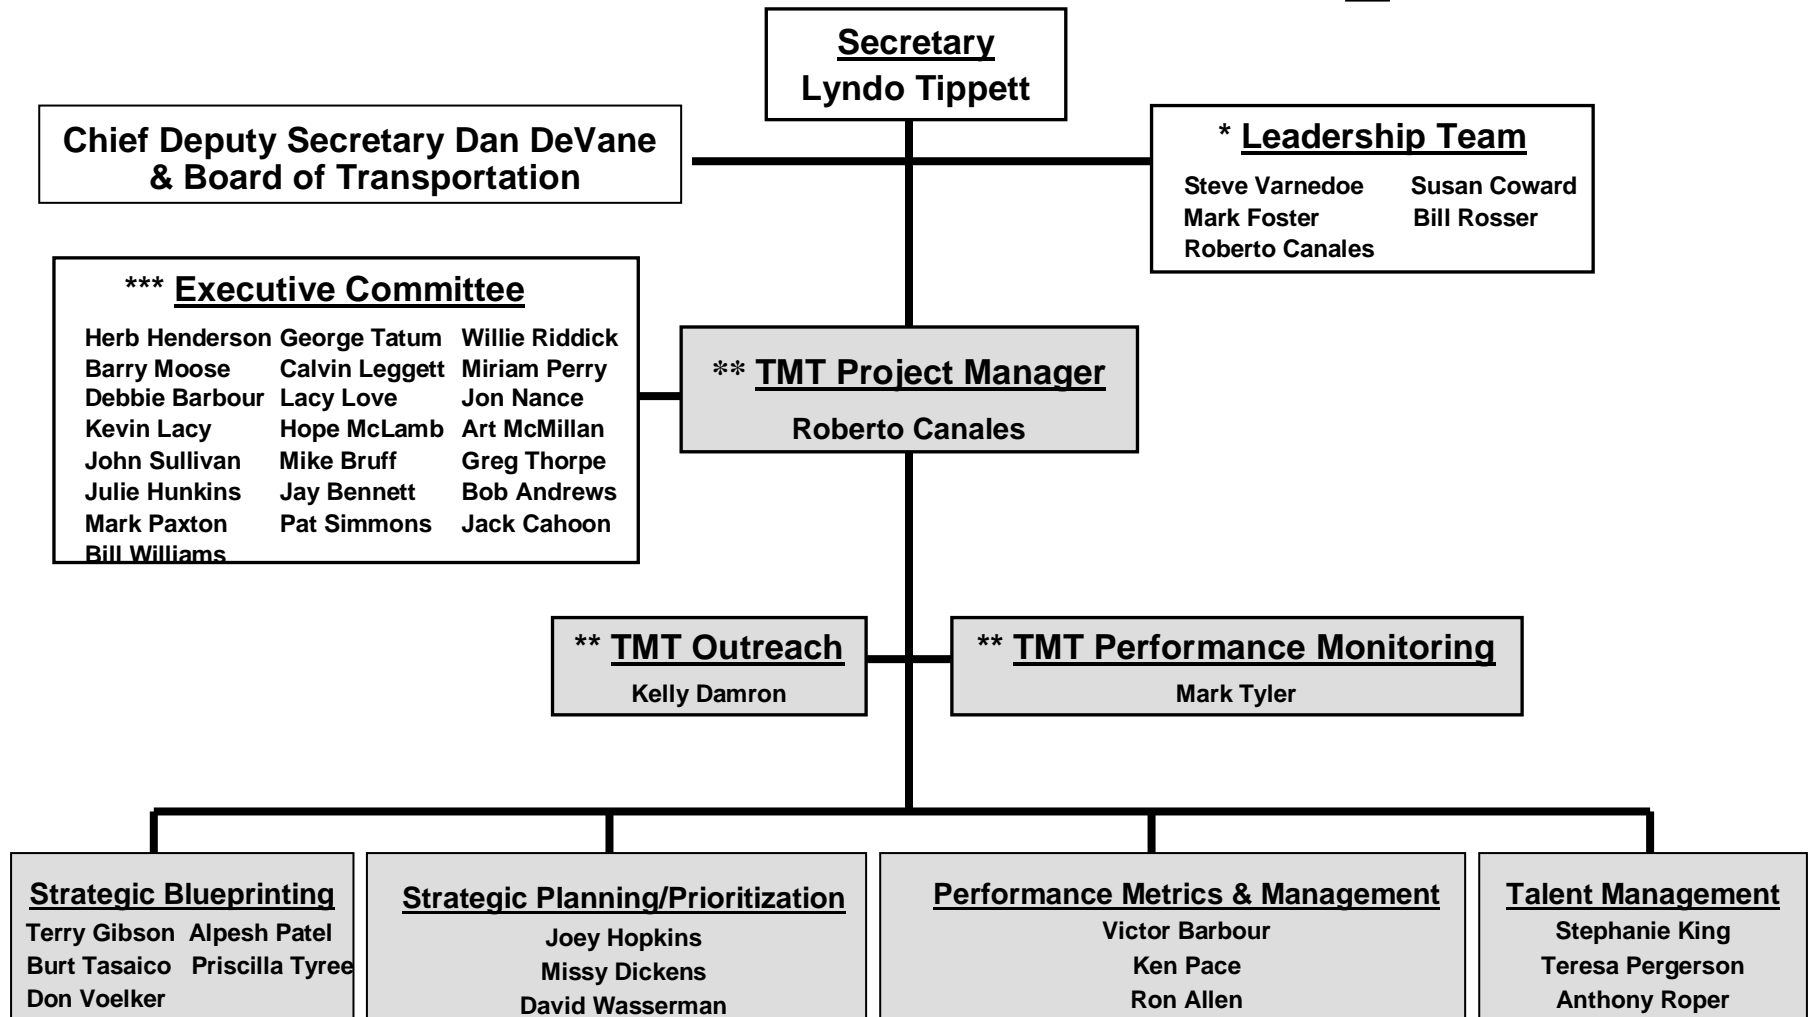 Secretary
Lyndo Tippett
Chief Deputy Secretary Dan DeVane
& Board of Transportation
* Leadership Team
Steve Varnedoe Susan Coward
Mark Foster Bill Rosser
Roberto Canales
*** Executive Committee
Herb Henderson George Tatum Willie Riddick
Barry Moose Calvin Leggett Miriam Perry
Debbie Barbour Lacy Love Jon Nance
Kevin Lacy Hope McLamb Art McMillan
John Sullivan Mike Bruff Greg Thorpe
Julie Hunkins Jay Bennett Bob Andrews
Mark Paxton Pat Simmons Jack Cahoon
Bill Williams
** TMT Project Manager
Roberto Canales
** TMT Outreach
Kelly Damron
** TMT Performance Monitoring
Mark Tyler
Strategic Blueprinting
Terry Gibson Alpesh Patel
Burt Tasaico Priscilla Tyree
Don Voelker
Strategic Planning/Prioritization
Joey Hopkins
Missy Dickens
David Wasserman
Performance Metrics & Management
Victor Barbour
Ken Pace
Ron Allen
Talent Management
Stephanie King
Teresa Pergerson
Anthony Roper